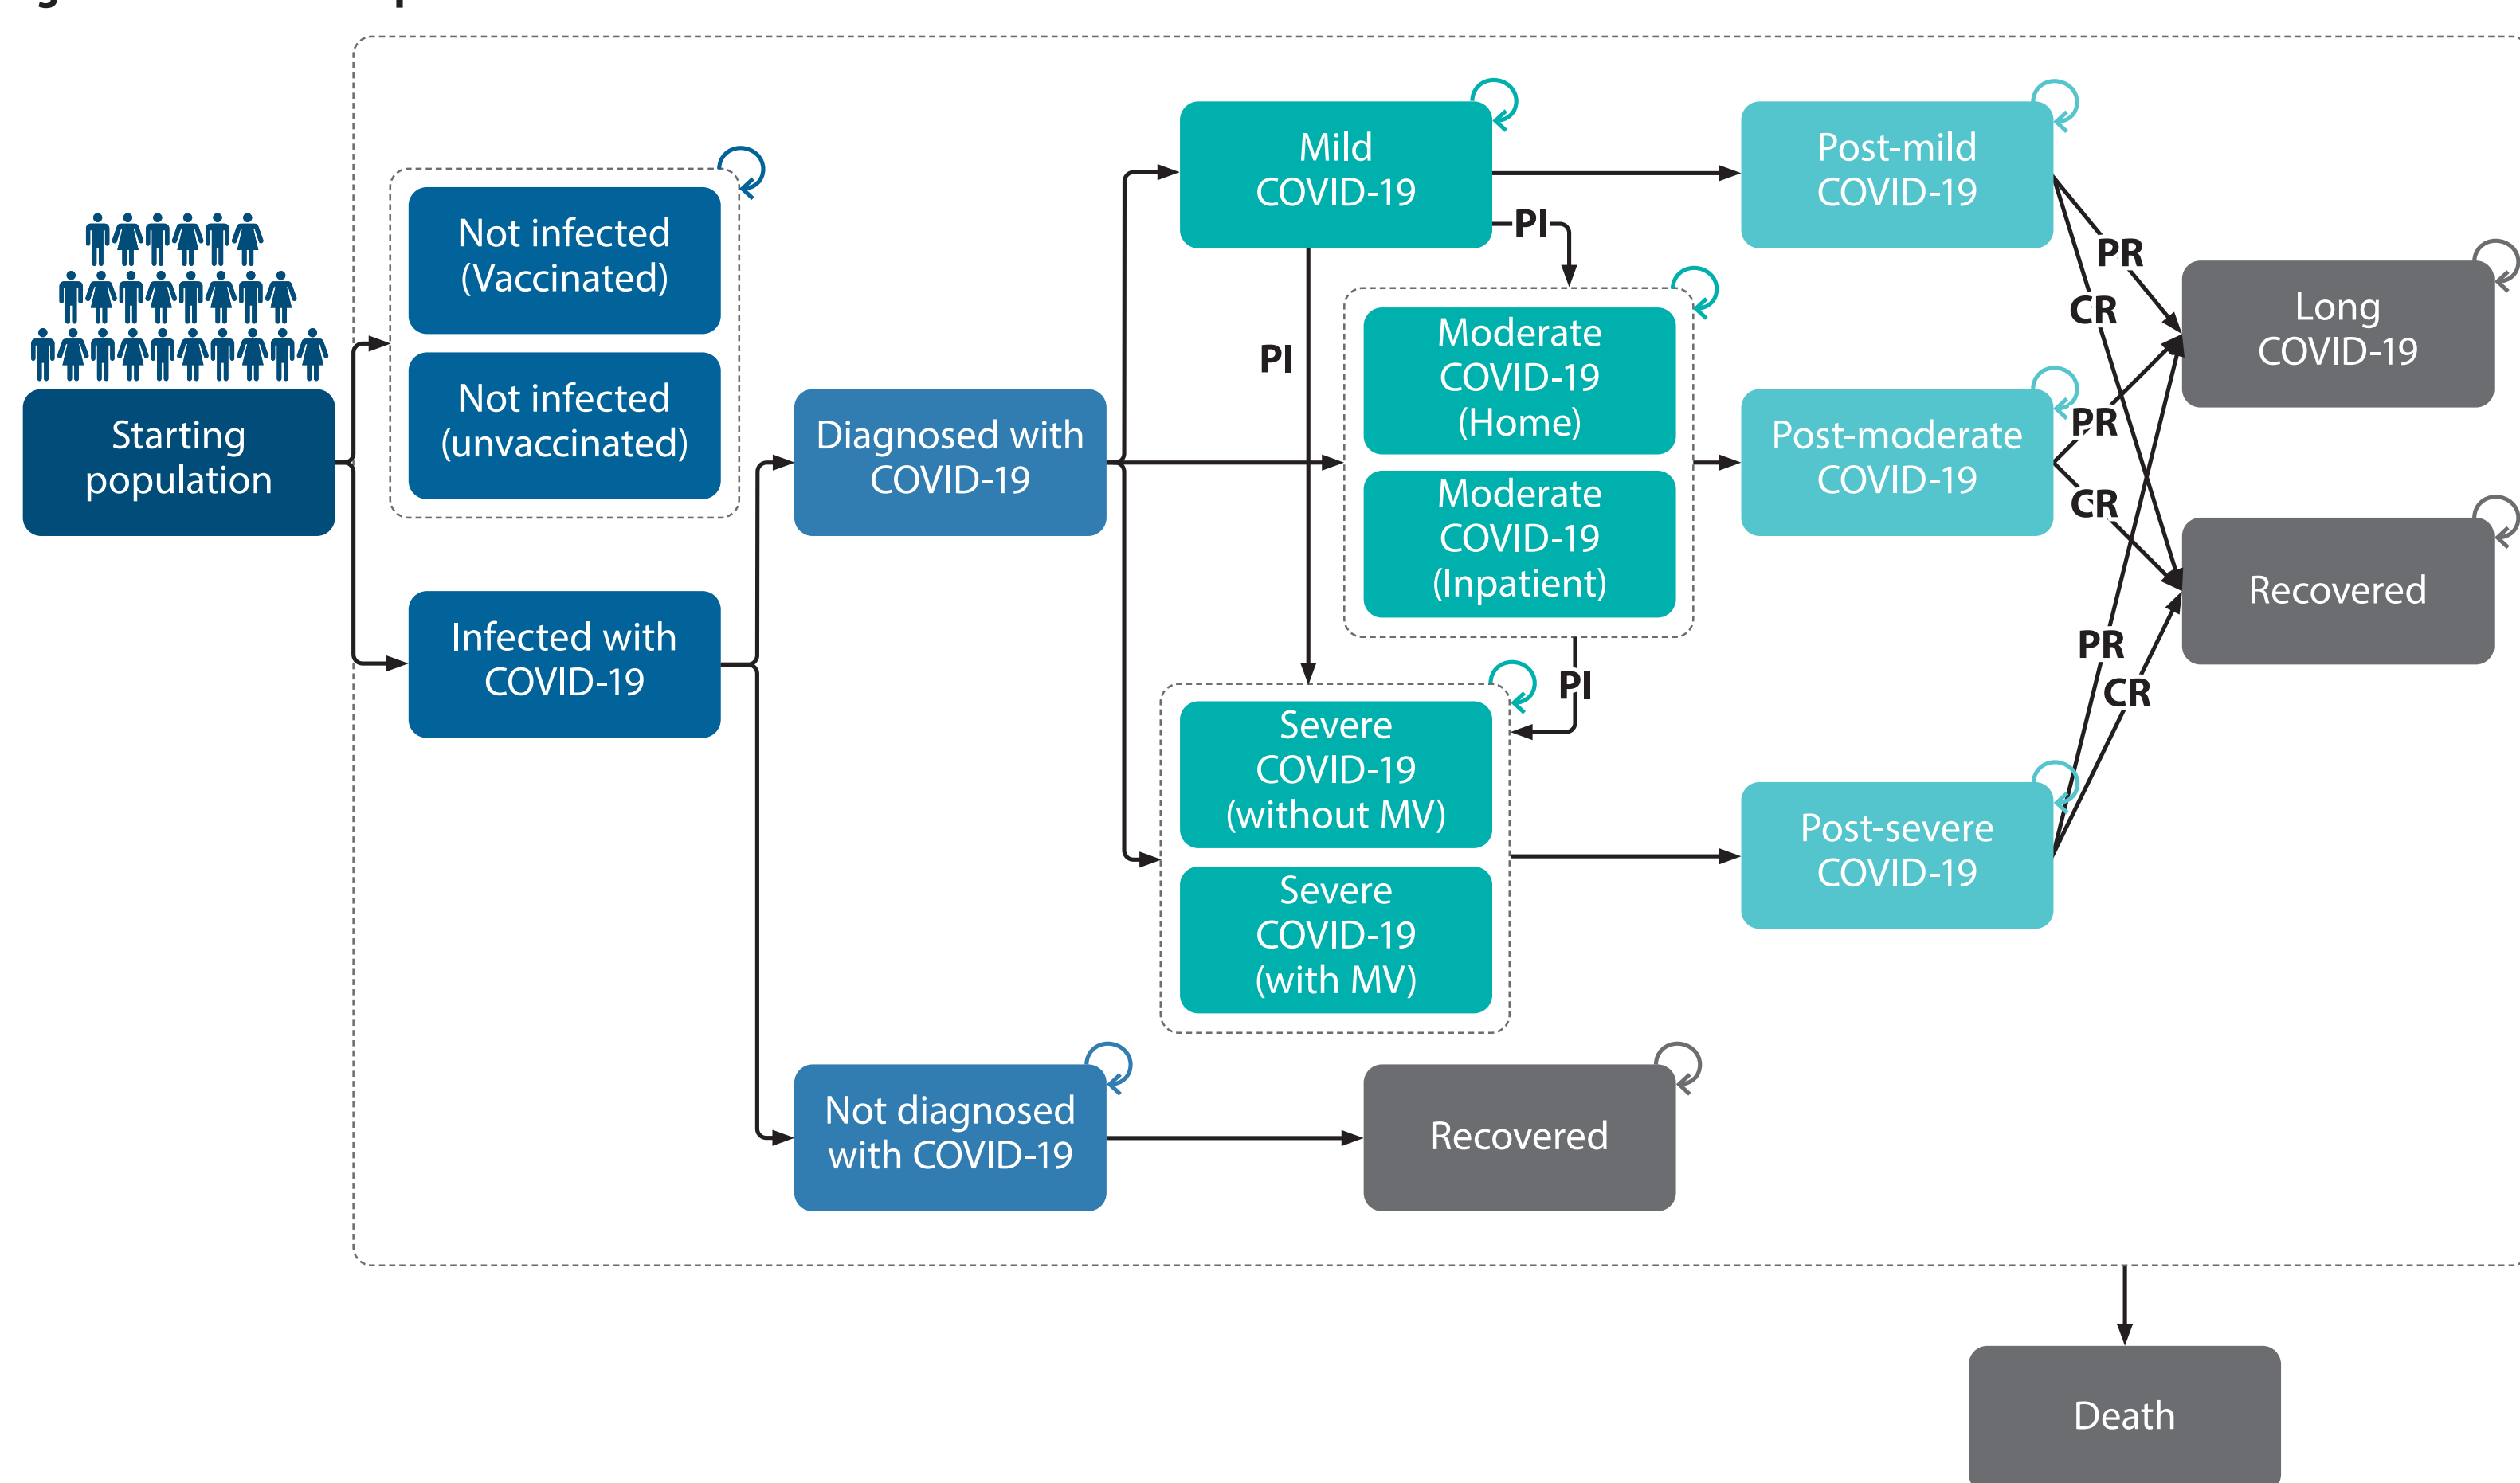 Starting
population
Not infected
(Vaccinated)
Not infected
(unvaccinated)
Infected with
COVID-19
Diagnosed with
COVID-19
Not diagnosed
with COVID-19
Mild
COVID-19
PI
PI
Moderate
COVID-19
(Home)
Moderate
COVID-19
(Inpatient)
PI
Severe
COVID-19
(without MV)
Severe
COVID-19
(with MV)
Recovered
Post-mild
COVID-19
Post-moderate
COVID-19
Post-severe
COVID-19
PR
CR
PR
CR
PR
CR
Long
COVID-19
Recovered
Death